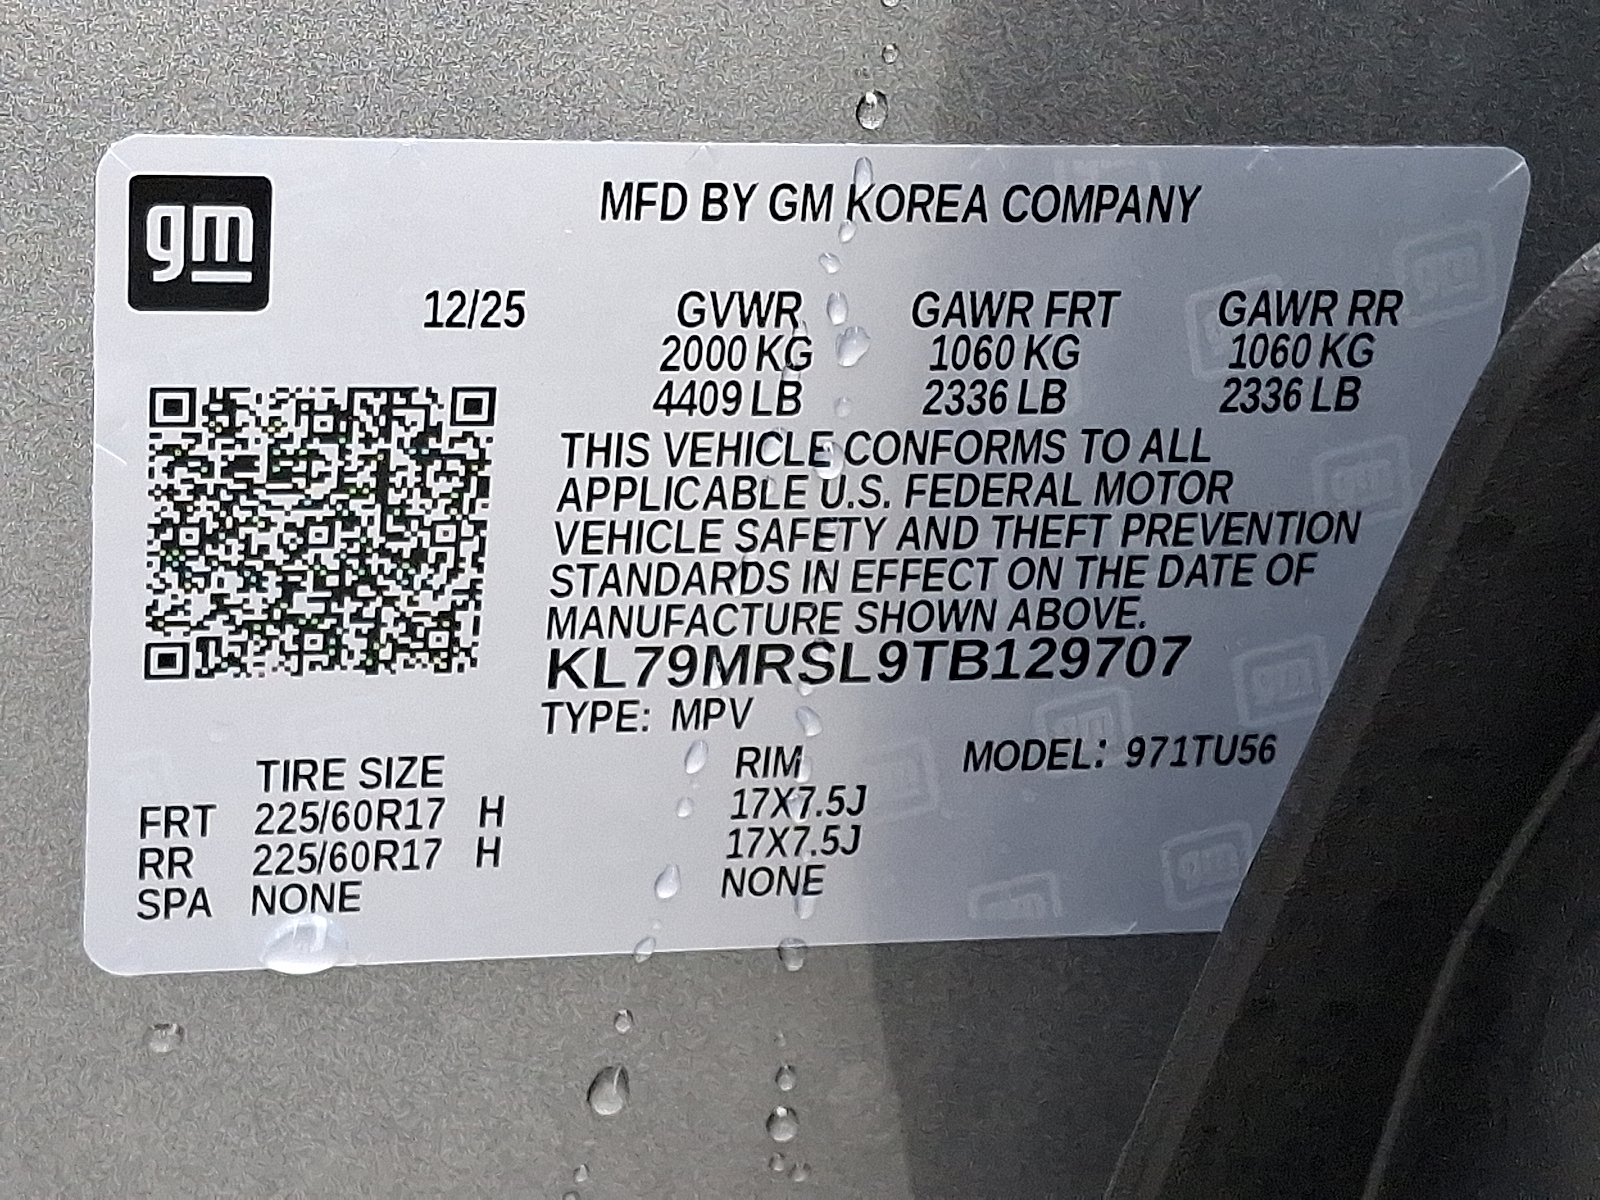 gm
MFD BY GM KOREA COMPANY
12/25 GVWR GAWR FRT GAWR RR
2000 KG 1060 KG 1060 KG
4409 LB 2336 LB 2336 LB
THIS VEHICLE CONFORMS TO ALL
APPLICABLE U.S. FEDERAL MOTOR
VEHICLE SAFETY AND THEFT PREVENTION
STANDARDS IN EFFECT ON THE DATE OF
MANUFACTURE SHOWN ABOVE.
KL79MRSL9TB129707
TYPE: MPV
TIRE SIZE RIM MODEL: 971TU56
FRT 225/60R17 H 17X7.5J
RR 225/60R17 H 17X7.5J
SPA NONE NONE